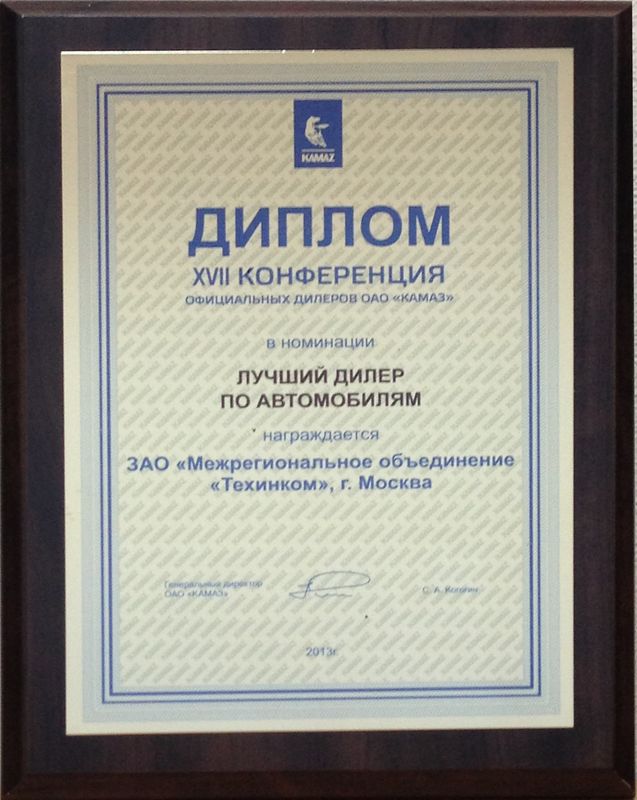 KAMAZ
ДИПЛОМ
XVII КОНФЕРЕНЦИЯ
ОФИЦИАЛЬНЫХ ДИЛЕРОВ ОАО «КАМАЗ»
в номинации
ЛУЧШИЙ ДИЛЕР
ПО АВТОМОБИЛЯМ
награждается
ЗАО «Межрегиональное объединение
«Техинком», г. Москва
Генеральный директор
ОАО «КАМАЗ»
С. А. Когогин
2013г.